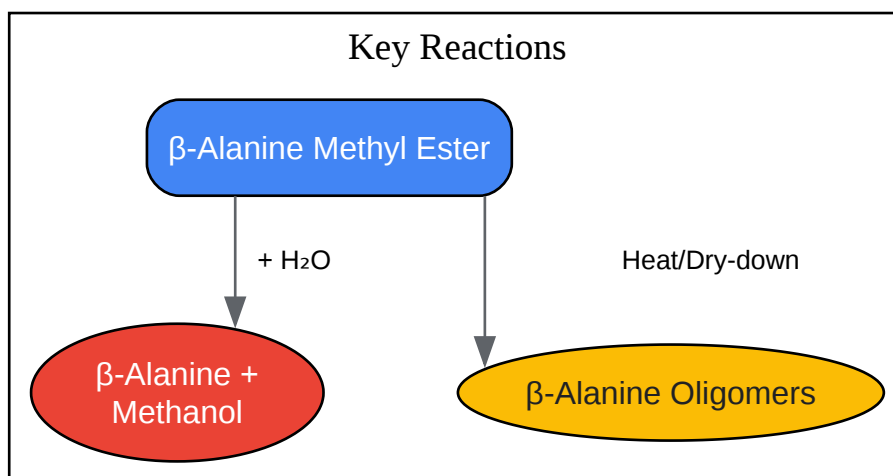 Key Reactions
β-Alanine Methyl Ester
+ H₂O
Heat/Dry-down
β-Alanine +
Methanol
β-Alanine Oligomers